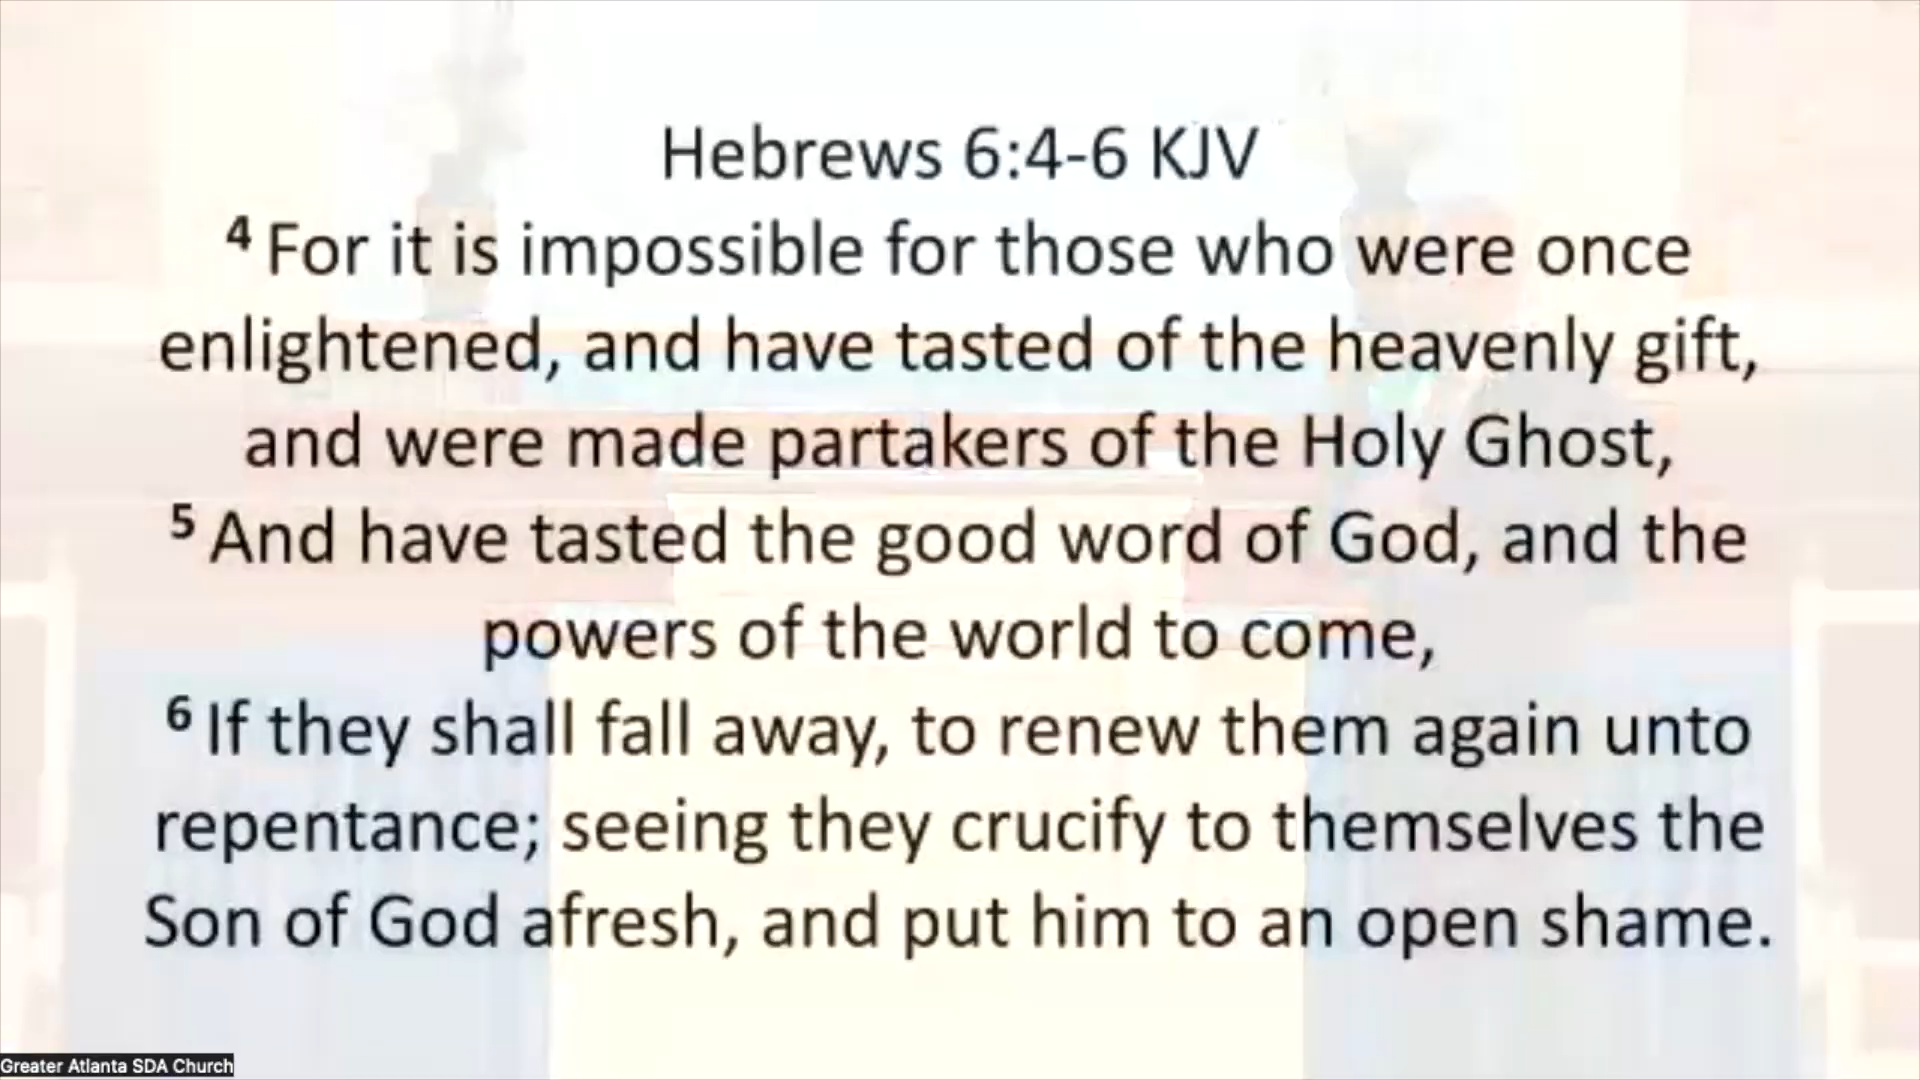 Hebrews 6:4-6 KJV
4 For it is impossible for those who were once
enlightened, and have tasted of the heavenly gift,
and were made partakers of the Holy Ghost,
5 And have tasted the good word of God, and the
powers of the world to come,
6 If they shall fall away, to renew them again unto
repentance; seeing they crucify to themselves the
Son of God afresh, and put him to an open shame.
Greater Atlanta SDA Church